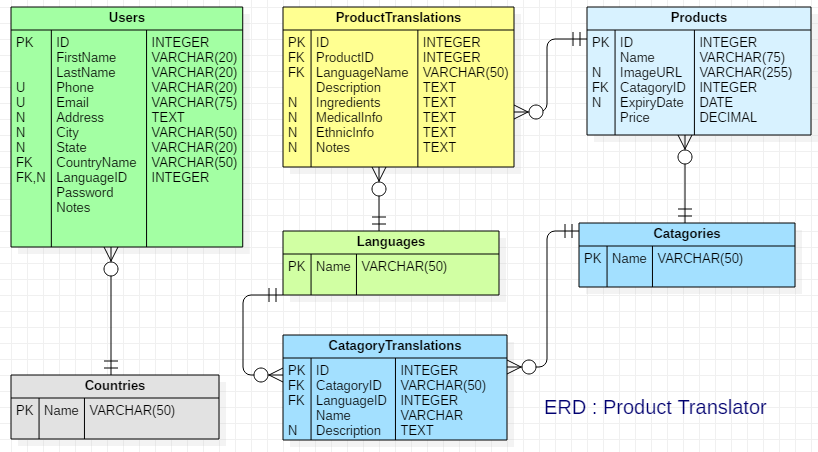 Users
PK ID INTEGER
FirstName VARCHAR(20)
LastName VARCHAR(20)
U Phone VARCHAR(20)
U Email VARCHAR(75)
N Address TEXT
N City VARCHAR(50)
N State VARCHAR(20)
FK CountryName VARCHAR(50)
FK,N LanguageID INTEGER
Password
Notes
ProductTranslations
PK ID INTEGER
FK ProductID INTEGER
FK LanguageName VARCHAR(50)
Description TEXT
N Ingredients TEXT
N MedicalInfo TEXT
N EthnicInfo TEXT
N Notes TEXT
Products
PK ID INTEGER
Name VARCHAR(75)
N ImageURL VARCHAR(255)
FK CatagoryID INTEGER
N ExpiryDate DATE
Price DECIMAL
Languages
PK Name VARCHAR(50)
Catagories
PK Name VARCHAR(50)
Countries
PK Name VARCHAR(50)
CatagoryTranslations
PK ID INTEGER
FK CatagoryID VARCHAR(50)
FK LanguageID INTEGER
Name VARCHAR
N Description TEXT
ERD : Product Translator